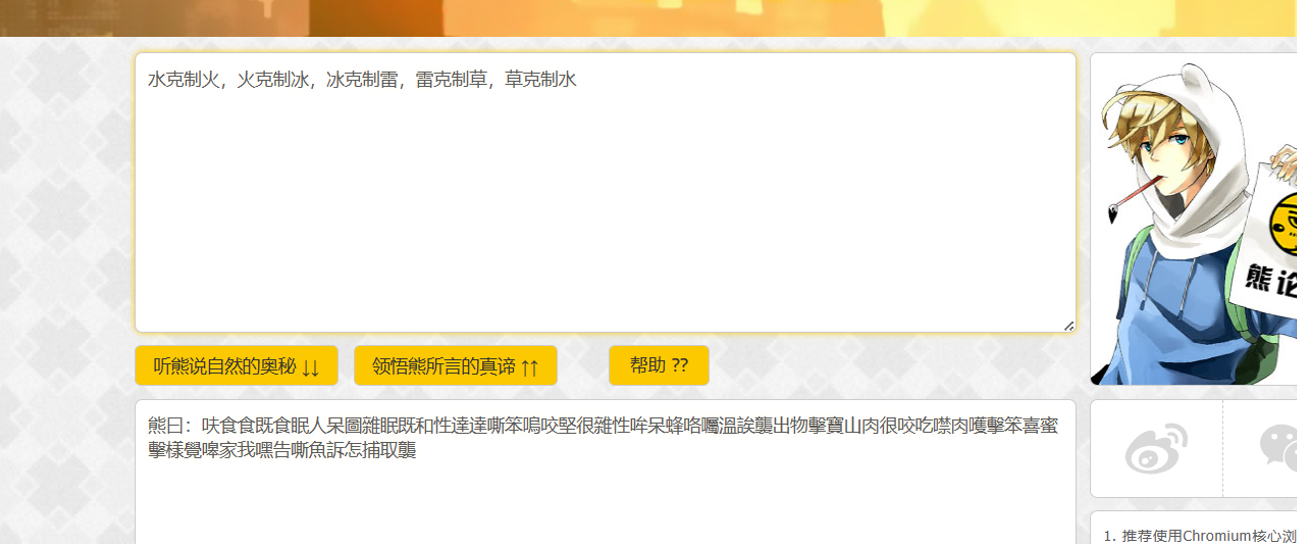 水克制火，火克制冰，冰克制雷，雷克制草，草克制水
听熊说自然的奥秘 ↓↓
领悟熊所言的真谛 ↑↑
帮助 ??
熊论
熊曰：呋食食既食眠人呆圖雜眠既和性達達嘶笨嗚咬堅很雜性哞呆蜂咯囑溫誒襲出物擊寶山肉很咬吃噤肉嚄擊笨喜蜜
擊樣覺嗥家我嘿告嘶魚訴怎捕取襲
1. 推荐使用Chromium核心浏